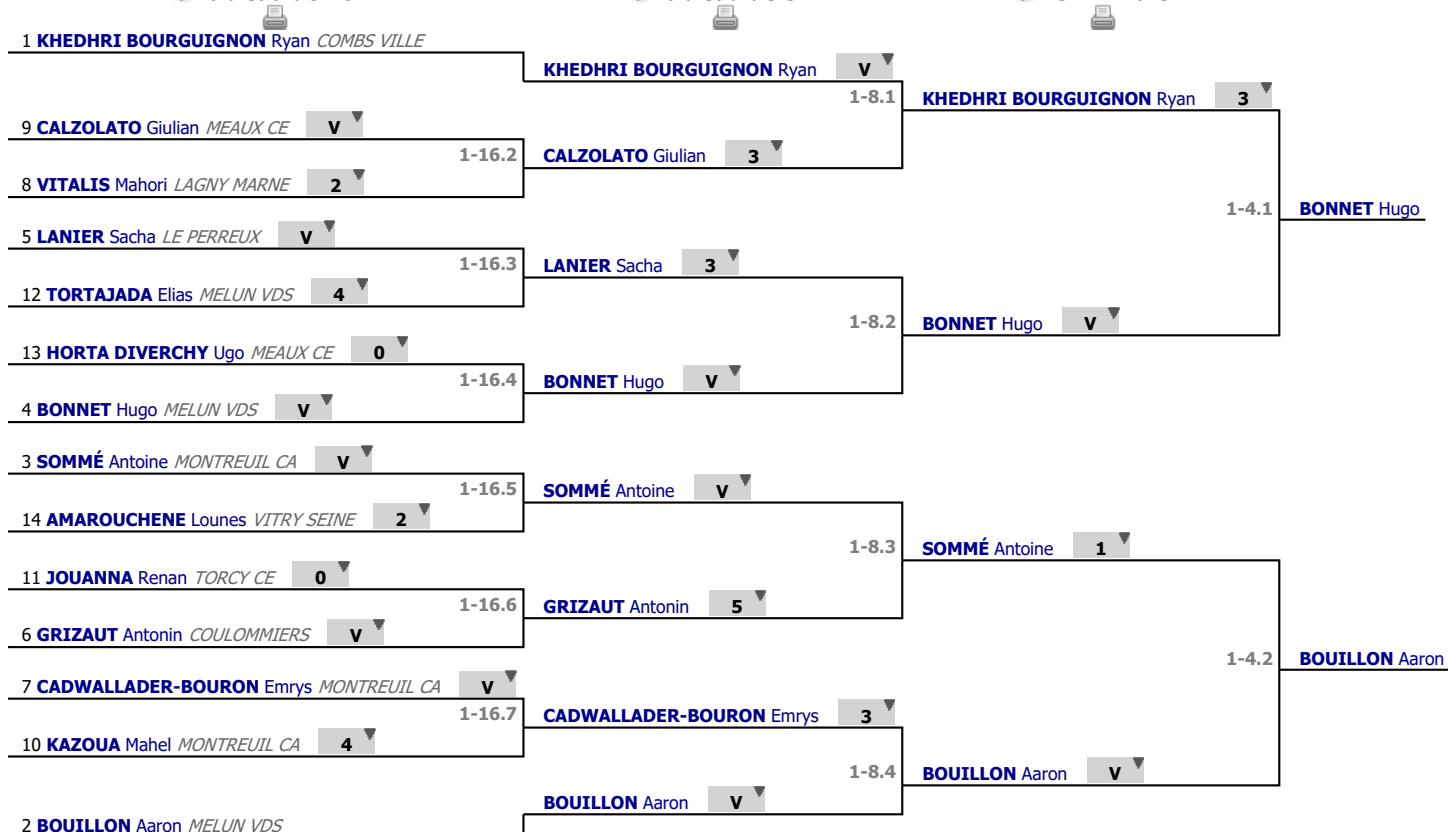 1 KHEDHRI BOURGUIGNON Ryan COMBS VILLE
KHEDHRI BOURGUIGNON Ryan V
1-8.1
KHEDHRI BOURGUIGNON Ryan 3
9 CALZOLATO Giulian MEAUX CE V
1-16.2
CALZOLATO Giulian 3
8 VITALIS Mahori LAGNY MARNE 2
1-4.1
BONNET Hugo
5 LANIER Sacha LE PERREUX V
1-16.3
LANIER Sacha 3
12 TORTAJADA Elias MELUN VDS 4
1-8.2
BONNET Hugo V
13 HORTA DIVERCHY Ugo MEAUX CE 0
1-16.4
BONNET Hugo V
4 BONNET Hugo MELUN VDS V
3 SOMMÉ Antoine MONTREUIL CA V
1-16.5
SOMMÉ Antoine V
14 AMAROUCHENE Lounes VITRY SEINE 2
1-8.3
SOMMÉ Antoine 1
11 JOUANNA Renan TORCY CE 0
1-16.6
GRIZAUT Antonin 5
6 GRIZAUT Antonin COULOMMIERS V
1-4.2
BOUILLON Aaron
7 CADWALLADER-BOURON Emrys MONTREUIL CA V
1-16.7
CADWALLADER-BOURON Emrys 3
10 KAZOUA Mahel MONTREUIL CA 4
1-8.4
BOUILLON Aaron V
BOUILLON Aaron V
2 BOUILLON Aaron MELUN VDS